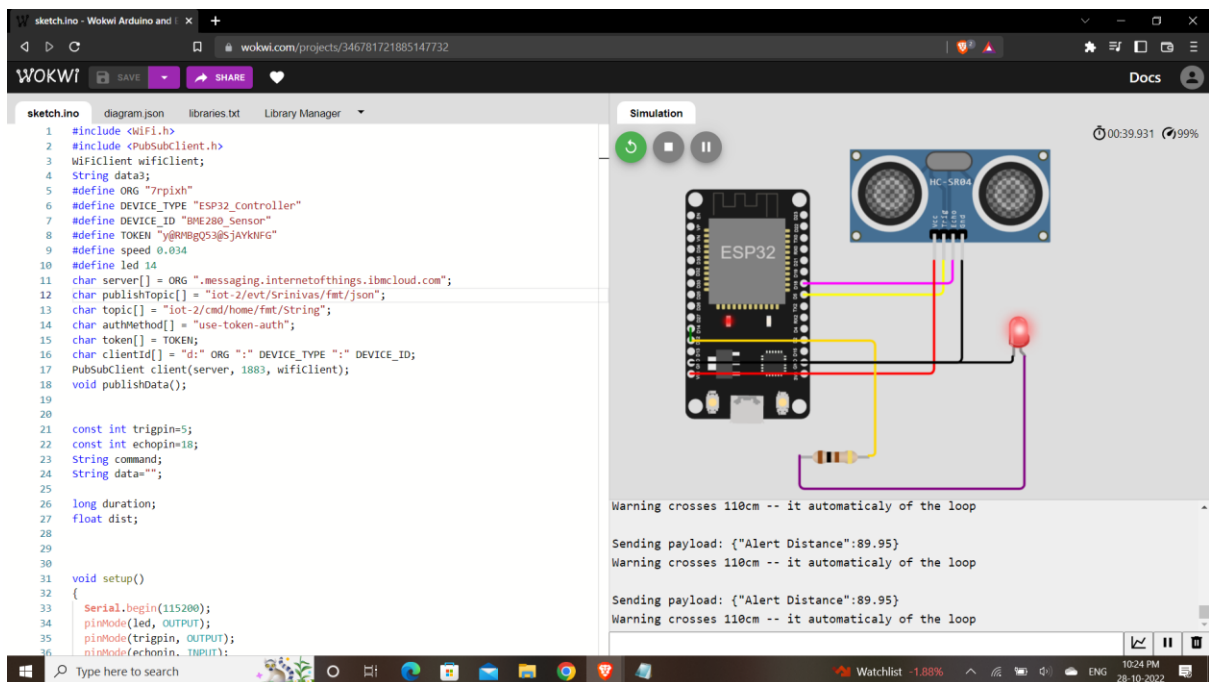 sketch.ino - Wokwi Arduino and E
wokwi.com/projects/346781721885147732
WOKWi SAVE SHARE Docs
sketch.ino diagram.json libraries.txt Library Manager
1 #include <WiFi.h>
2 #include <PubSubClient.h>
3 WiFiClient wifiClient;
4 String data3;
5 #define ORG "7rpixh"
6 #define DEVICE_TYPE "ESP32_Controller"
7 #define DEVICE_ID "BME280_Sensor"
8 #define TOKEN "y@RMBgQ53@SjAYkNFG"
9 #define speed 0.034
10 #define led 14
11 char server[] = ORG ".messaging.internetofthings.ibmcloud.com";
12 char publishTopic[] = "iot-2/evt/Srinivas/fmt/json";
13 char topic[] = "iot-2/cmd/home/fmt/String";
14 char authMethod[] = "use-token-auth";
15 char token[] = TOKEN;
16 char clientId[] = "d:" ORG ":" DEVICE_TYPE ":" DEVICE_ID;
17 PubSubClient client(server, 1883, wifiClient);
18 void publishData();
19
20
21 const int trigpin=5;
22 const int echopin=18;
23 String command;
24 String data="";
25
26 long duration;
27 float dist;
28
29
30
31 void setup()
32 {
33 Serial.begin(115200);
34 pinMode(led, OUTPUT);
35 pinMode(trigpin, OUTPUT);
36 pinMode(echopin, INPUT);
Simulation
00:39.931 99%
HC-SR04
Vcc Trig Echo Gnd
ESP32
Warning crosses 110cm -- it automaticaly of the loop
Sending payload: {"Alert Distance":89.95}
Warning crosses 110cm -- it automaticaly of the loop
Sending payload: {"Alert Distance":89.95}
Warning crosses 110cm -- it automaticaly of the loop
Type here to search
Watchlist -1.88%
ENG
10:24 PM
28-10-2022